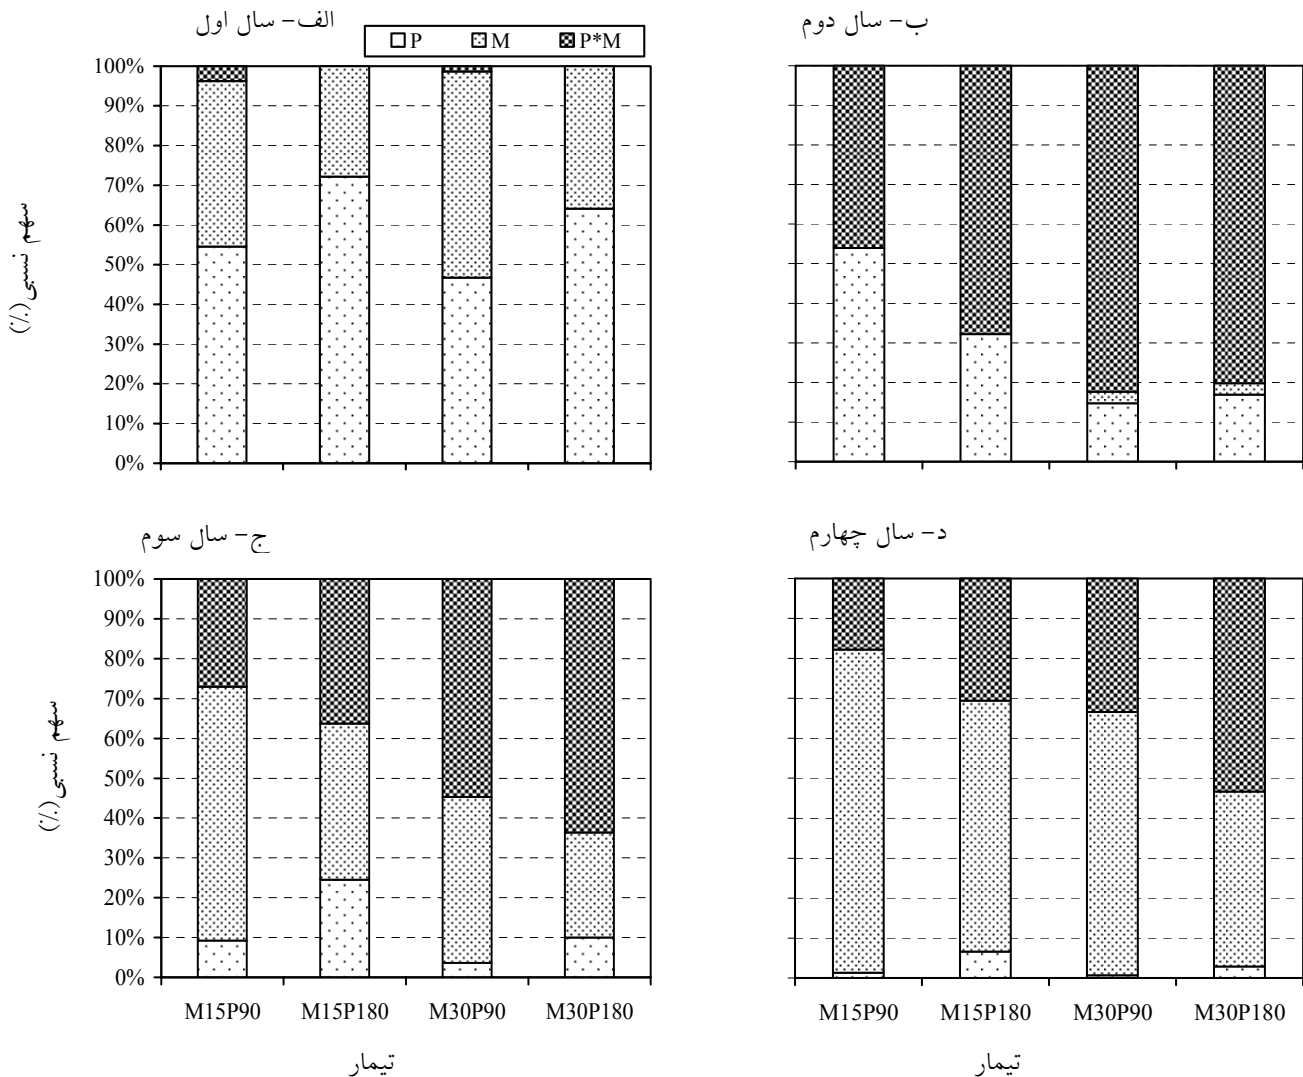 الف- سال اول
P M P*M
ب- سال دوم
100%
90%
80%
70%
60%
50%
40%
30%
20%
10%
0%
سهم نسبی (٪)
ج- سال سوم
د- سال چهارم
100%
90%
80%
70%
60%
50%
40%
30%
20%
10%
0%
سهم نسبی (٪)
M15P90 M15P180 M30P90 M30P180
M15P90 M15P180 M30P90 M30P180
تیمار
تیمار